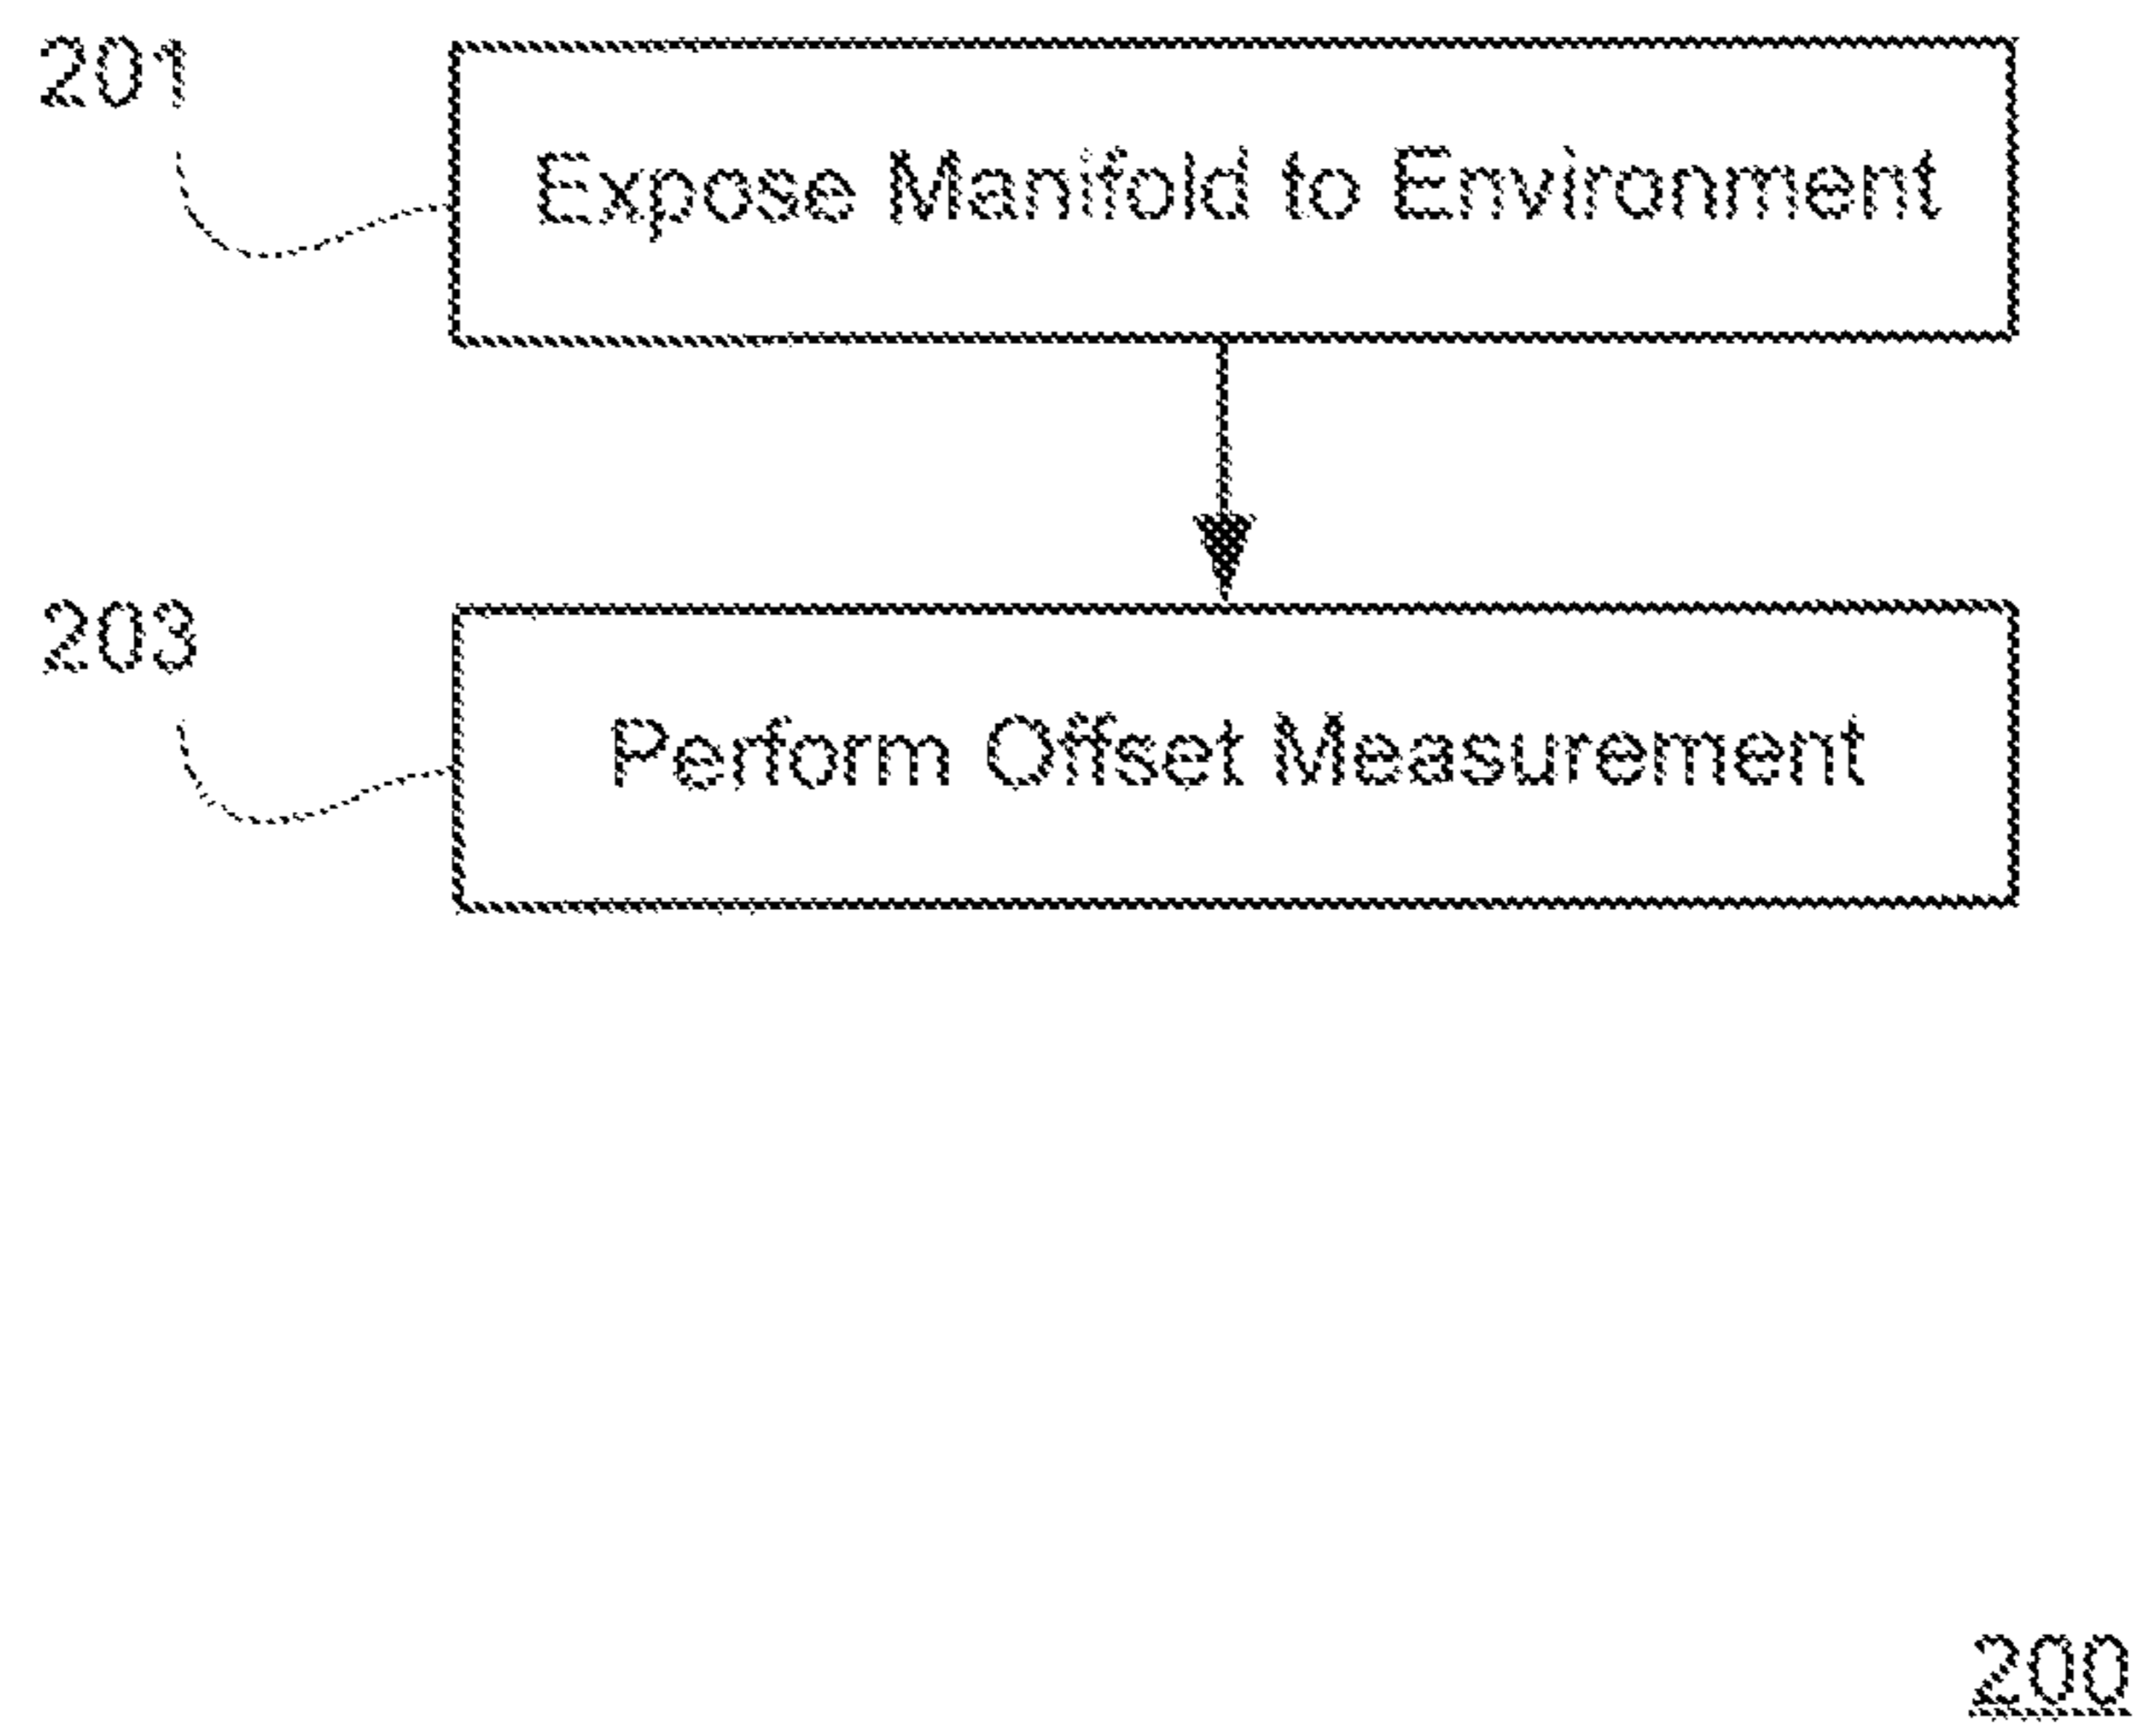 201
Expose Manifold to Environment
203
Perform Offset Measurement
200